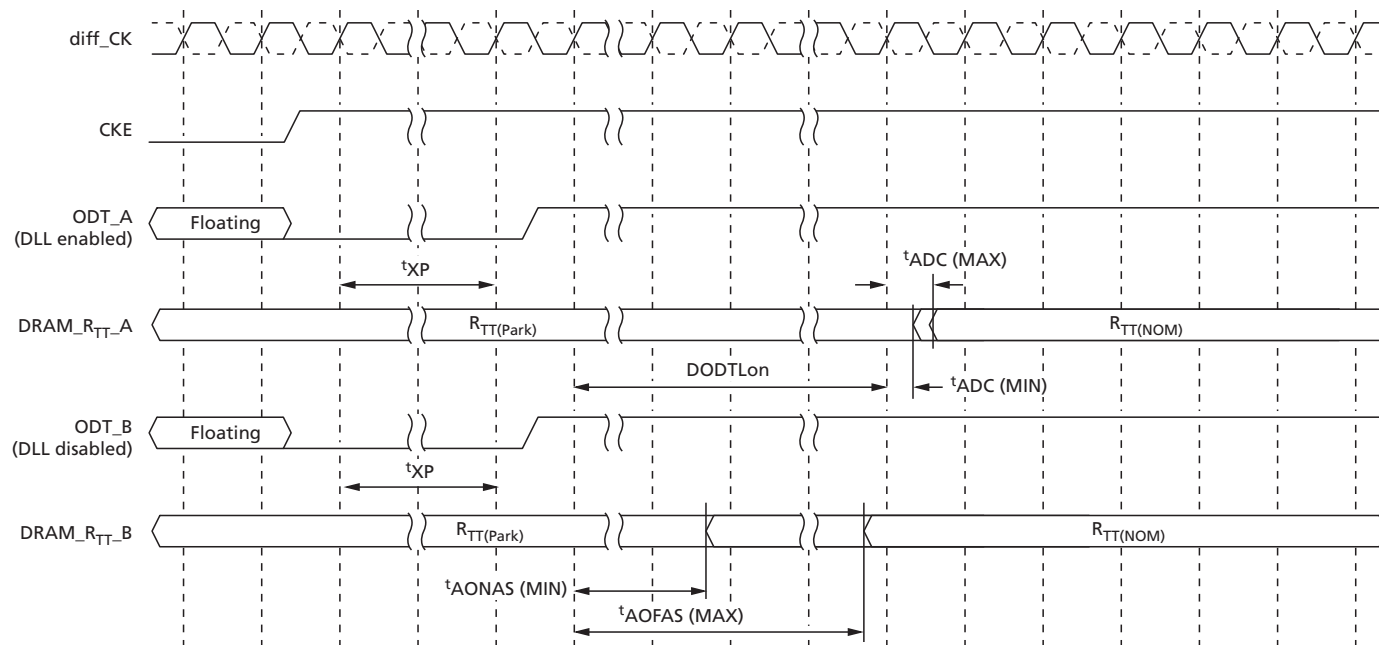 diff_CK
CKE
ODT_A
(DLL enabled)
Floating
tXP
tADC (MAX)
DRAM_RTT_A
RTT(Park)
RTT(NOM)
DODTLon
tADC (MIN)
ODT_B
(DLL disabled)
Floating
tXP
DRAM_RTT_B
RTT(Park)
RTT(NOM)
tAONAS (MIN)
tAOFAS (MAX)